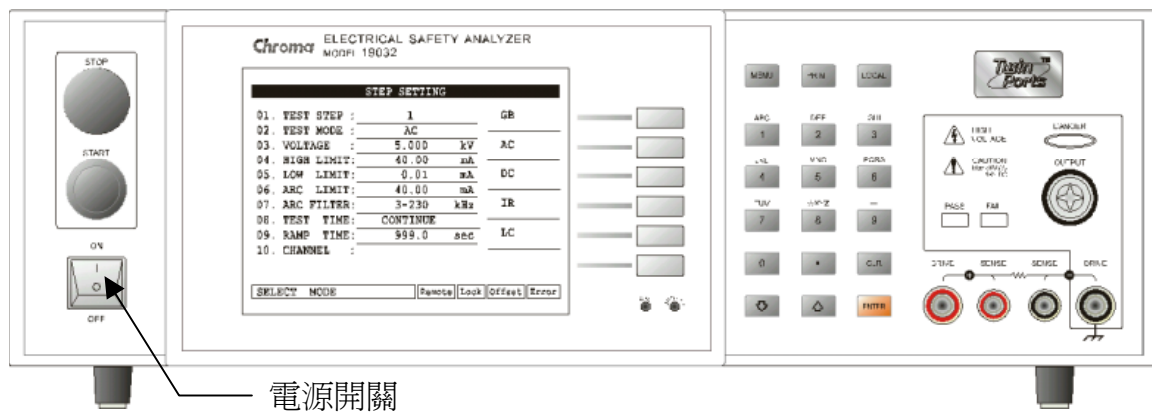 STOP
START
ON
OFF
電源開關
Chroma ELECTRICAL SAFETY ANALYZER
MODEL 19032
STEP SETTING
01. TEST STEP : 1
02. TEST MODE : AC
03. VOLTAGE : 5.000 kV
04. HIGH LIMIT: 40.00 mA
05. LOW LIMIT: 0.01 mA
06. ARC LIMIT: 40.00 mA
07. ARC FILTER: 3-230 kHz
08. TEST TIME: CONTINUE
09. RAMP TIME: 999.0 sec
10. CHANNEL :
GB
AC
DC
IR
LC
SELECT MODE Remote Lock Offset Error
MENU LOCAL
1 2 3
4 5 6
TUV
7 8 9
0 •
ENTER
Twin Ports™
HIGH
DANGER
CAUTION
OUTPUT
PASS FAIL
DRIVE SENSE SENSE DRIVE